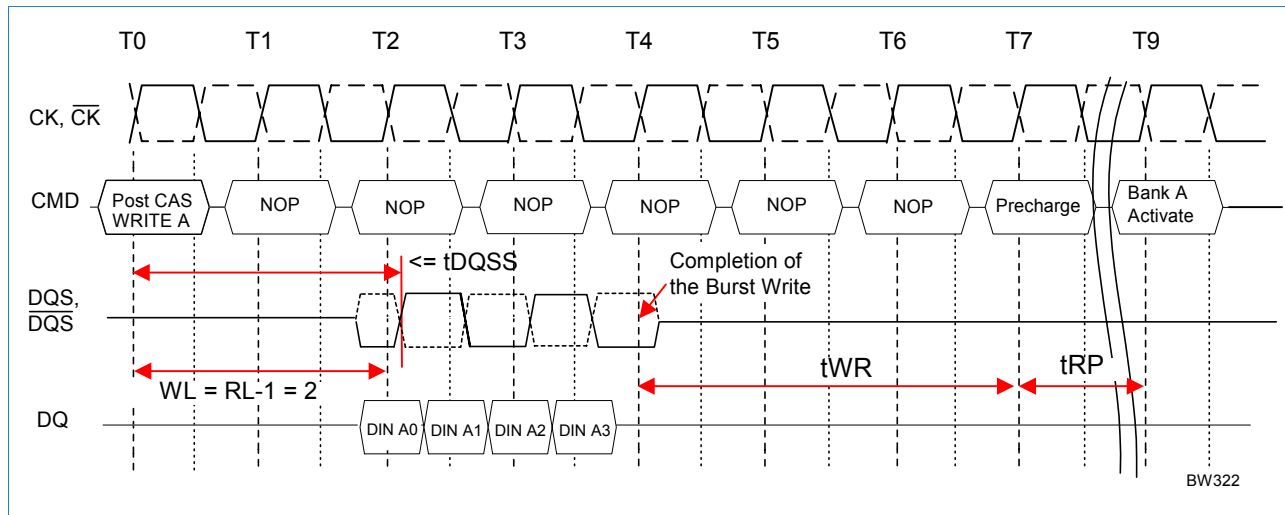 T0 T1 T2 T3 T4 T5 T6 T7 T9
CK, CK
CMD Post CAS WRITE A NOP NOP NOP NOP NOP NOP Precharge Bank A Activate
<= tDQSS
Completion of
the Burst Write
DQS,
DQS
WL = RL-1 = 2
tWR
tRP
DQ DIN A0 DIN A1 DIN A2 DIN A3
BW322